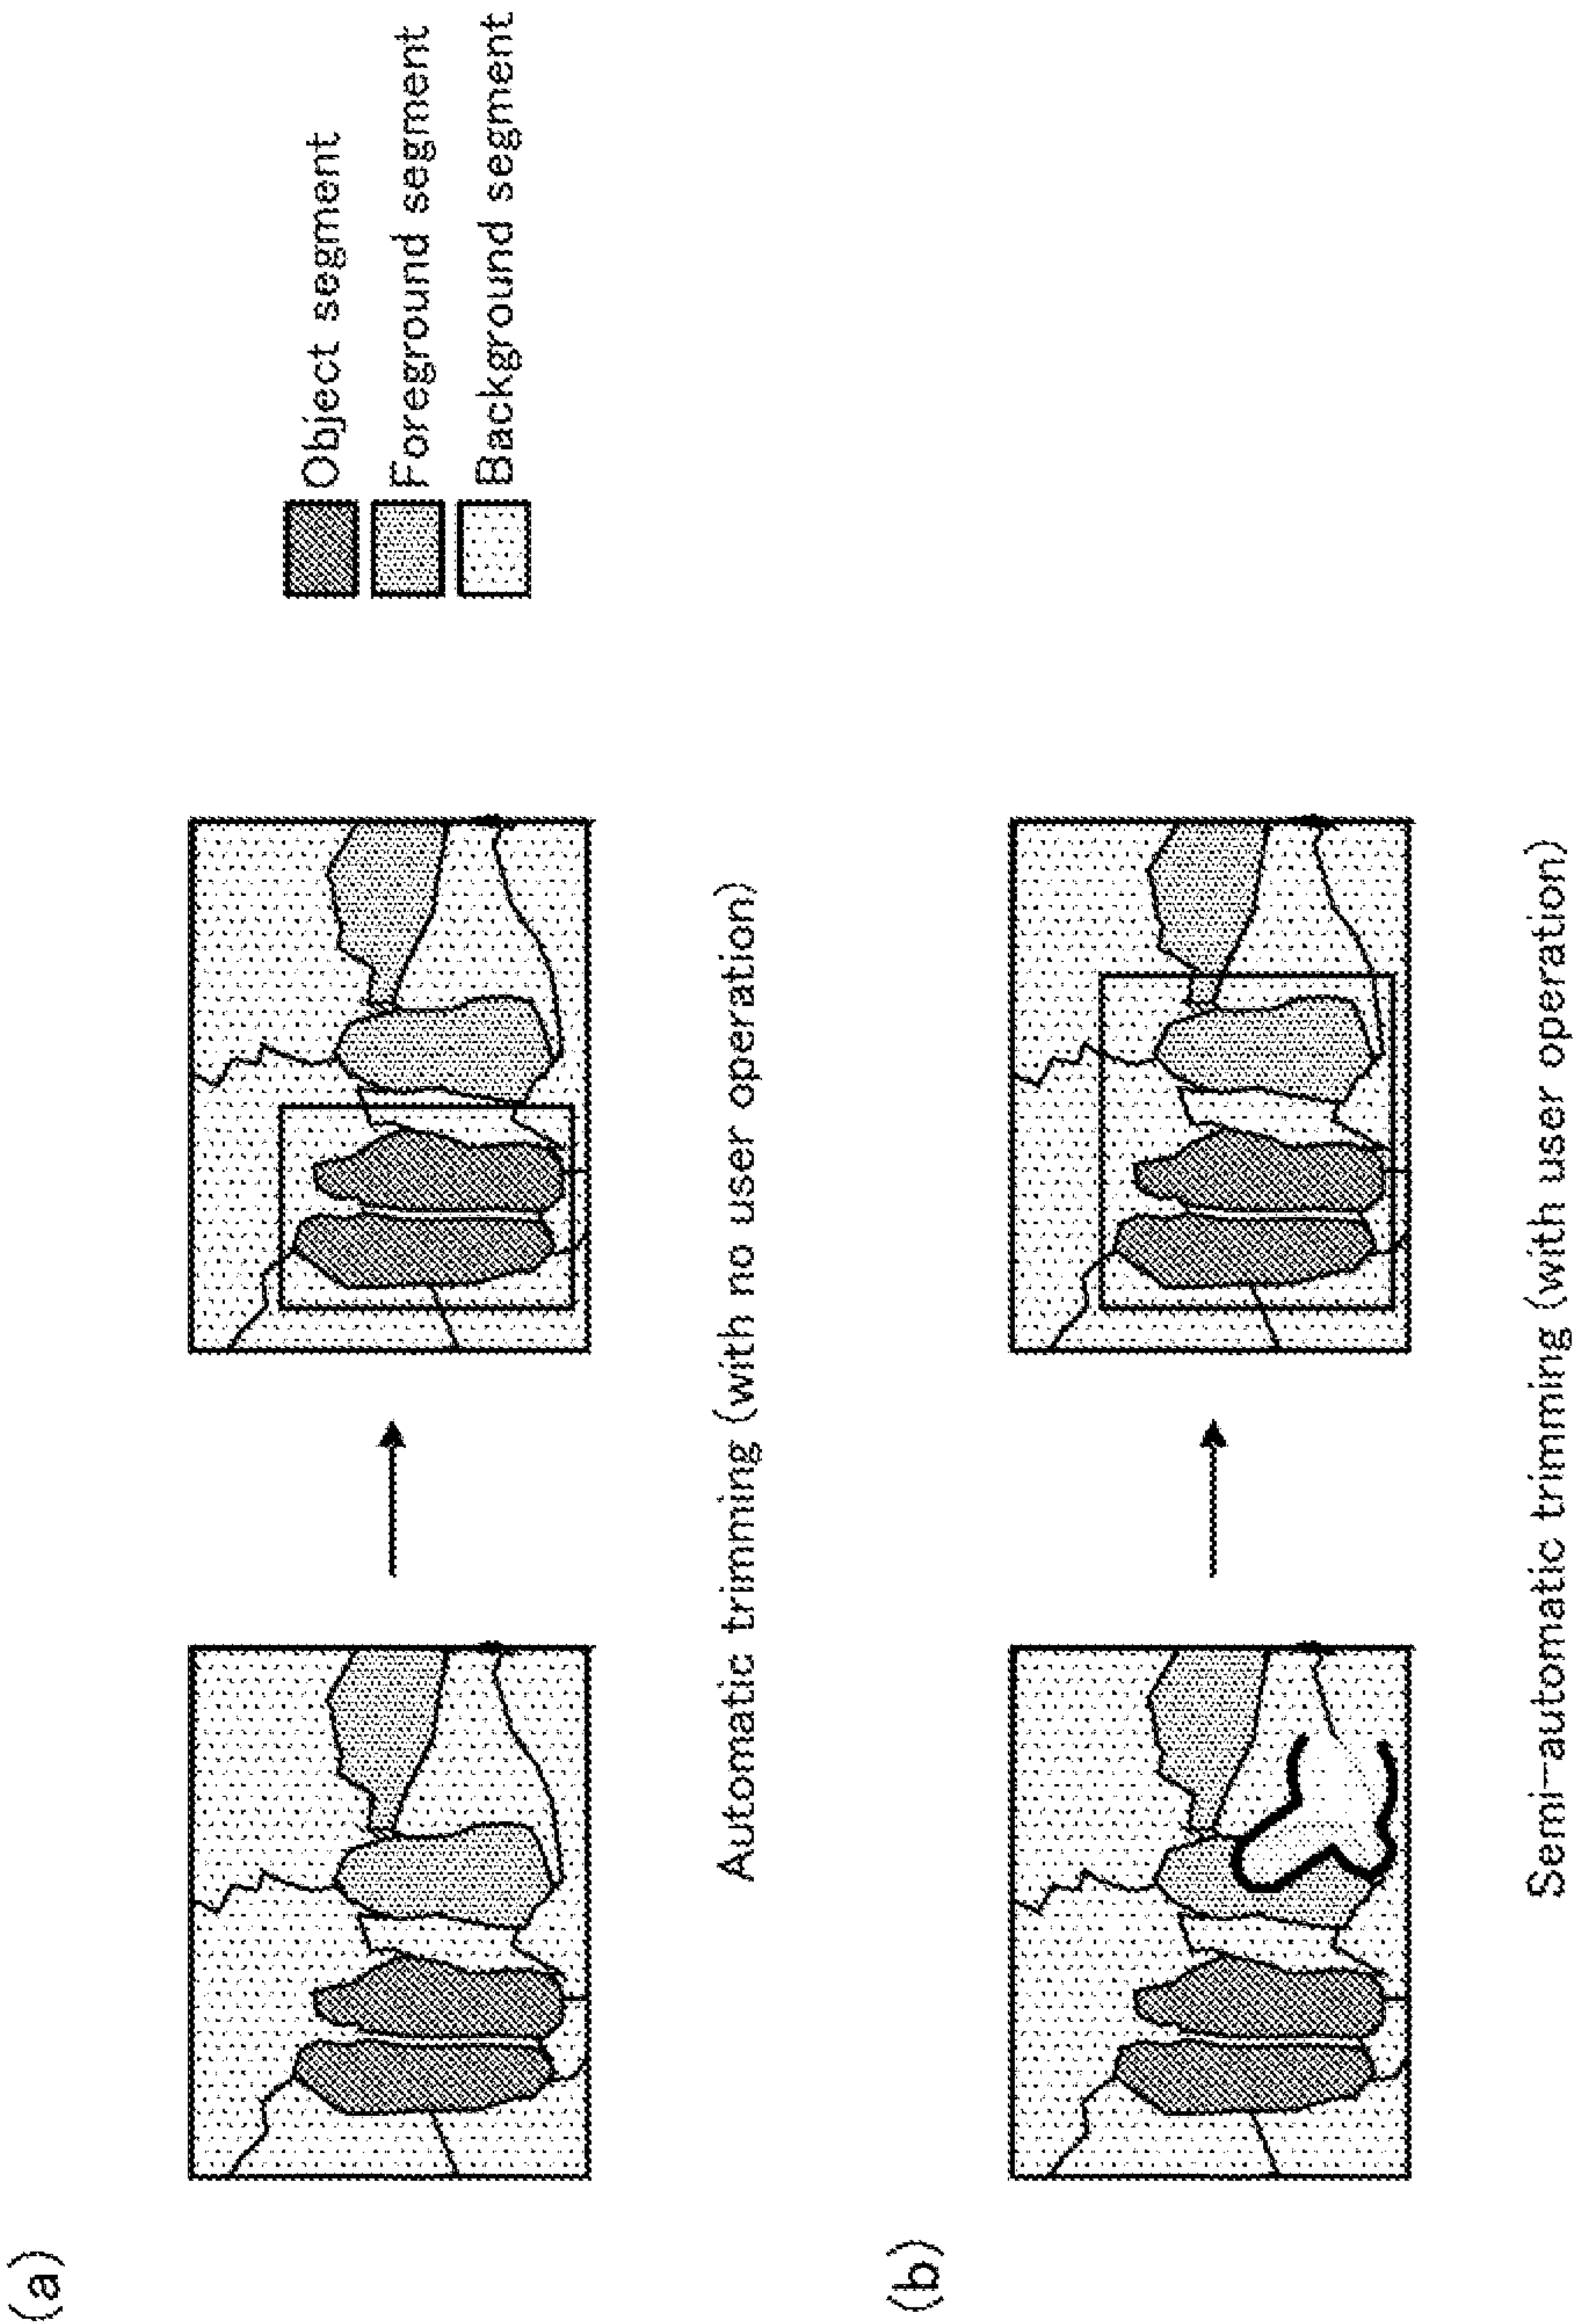 (a)
Object segment
Foreground segment
Background segment
Automatic trimming (with no user operation)
(b)
Semi-automatic trimming (with user operation)